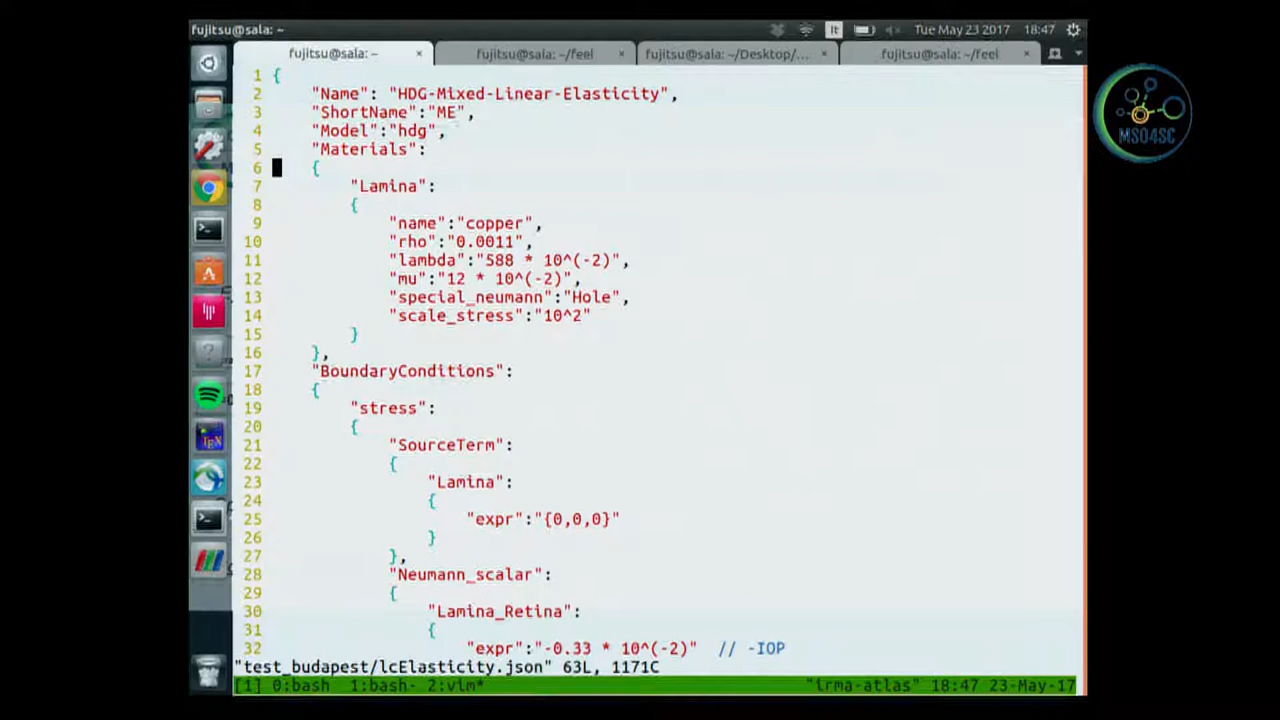 fujitsu@sala: ~
It
Tue May 23 2017
18:47
fujitsu@sala: ~ ×
fujitsu@sala: ~/feel ×
fujitsu@sala: ~/Desktop/... ×
fujitsu@sala: ~/feel ×
1 {
2 "Name": "HDG-Mixed-Linear-Elasticity",
3 "ShortName":"ME",
4 "Model":"hdg",
5 "Materials":
6 {
7 "Lamina":
8 {
9 "name":"copper",
10 "rho":"0.0011",
11 "lambda":"588 * 10^(-2)",
12 "mu":"12 * 10^(-2)",
13 "special_neumann":"Hole",
14 "scale_stress":"10^2"
15 }
16 },
17 "BoundaryConditions":
18 {
19 "stress":
20 {
21 "SourceTerm":
22 {
23 "Lamina":
24 {
25 "expr":"{0,0,0}"
26 }
27 },
28 "Neumann_scalar":
29 {
30 "Lamina_Retina":
31 {
32 "expr":"-0.33 * 10^(-2)" // -IOP
"test_budapest/lcElasticity.json" 63L, 1171C
[1] 0:bash 1:bash- 2:vim* "irma-atlas" 18:47 23-May-17
MSO4SC